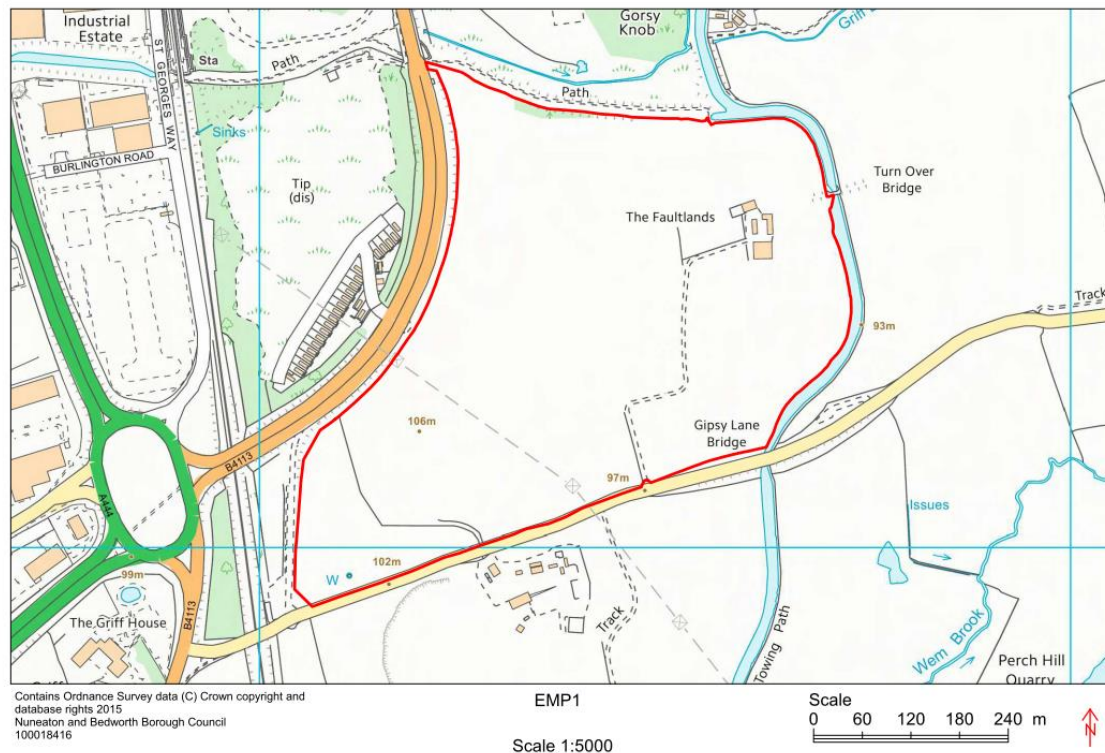 Industrial
Estate
ST GEORGES WAY
Sta
Path
Gorsy
Knob
Griff
Path
Sinks
BURLINGTON ROAD
Tip
(dis)
Turn Over
Bridge
The Faultlands
Track
93m
106m
Gipsy Lane
Bridge
B4113
97m
A444
Issues
102m
W
99m
The Griff House
B4113
Track
Towing Path
Wem Brook
Perch Hill
Quarry
Contains Ordnance Survey data (C) Crown copyright and
database rights 2015
Nuneaton and Bedworth Borough Council
100018416
EMP1
Scale 1:5000
Scale
0 60 120 180 240 m
N